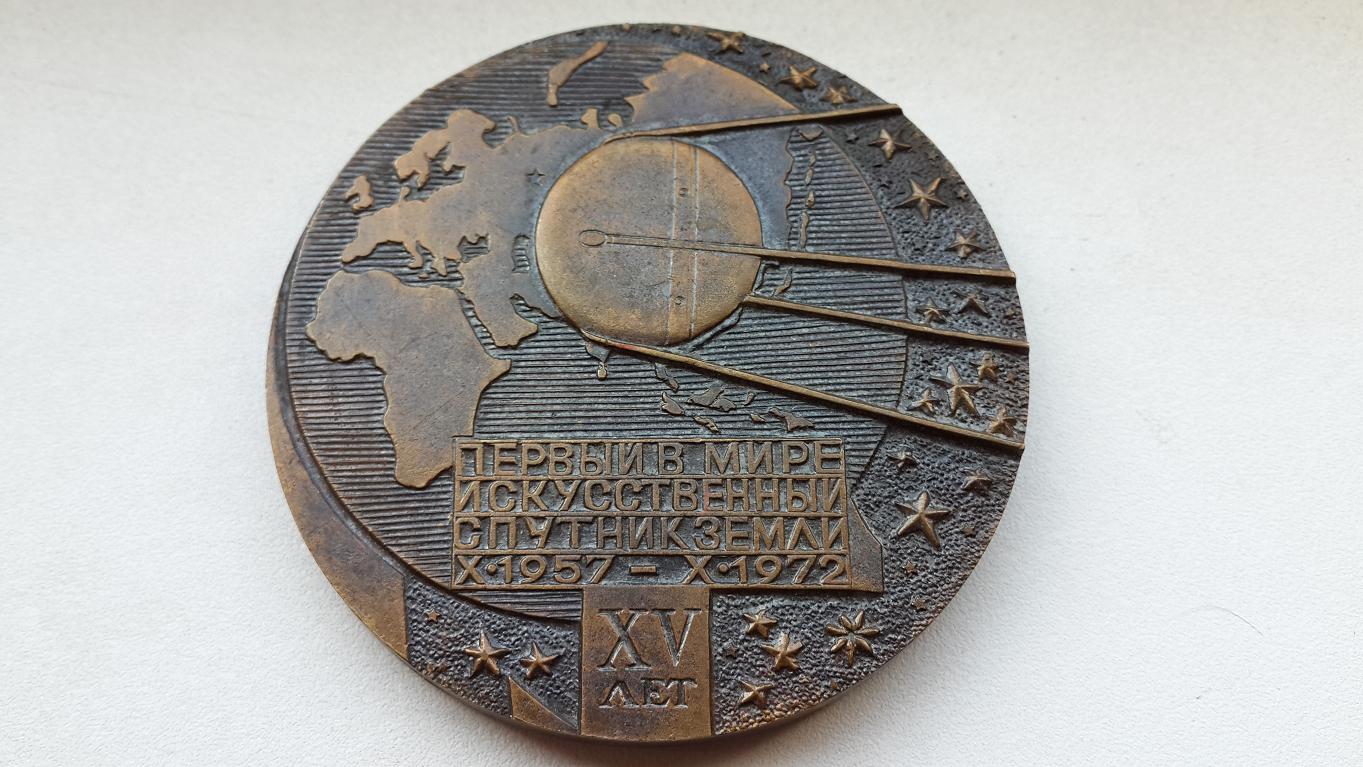 ПЕРВЫЙ В МИРЕ
ИСКУССТВЕННЫЙ
СПУТНИК ЗЕМЛИ
X·1957 – X·1972
XV
ЛЕТ